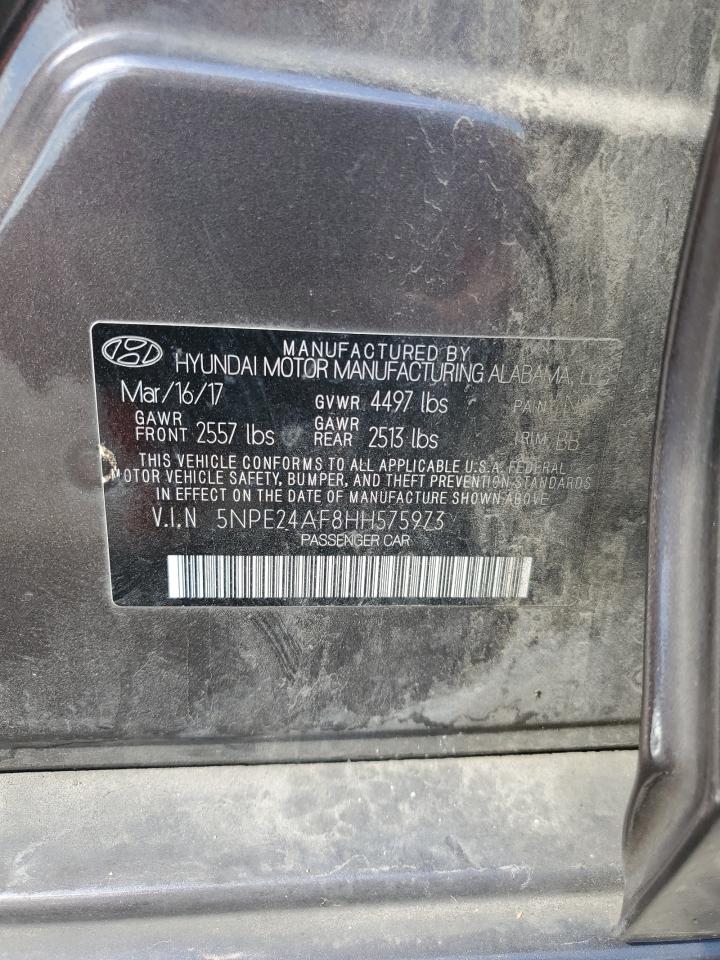 MANUFACTURED BY
HYUNDAI MOTOR MANUFACTURING ALABAMA,
Mar/16/17 GVWR 4497 lbs PAINT
GAWR FRONT 2557 lbs GAWR REAR 2513 lbs TRIM BB
THIS VEHICLE CONFORMS TO ALL APPLICABLE U.S.A. FEDERAL
MOTOR VEHICLE SAFETY, BUMPER, AND THEFT PREVENTION STANDARDS
IN EFFECT ON THE DATE OF MANUFACTURE SHOWN ABOVE.
V.I.N 5NPE24AF8HH575973
PASSENGER CAR